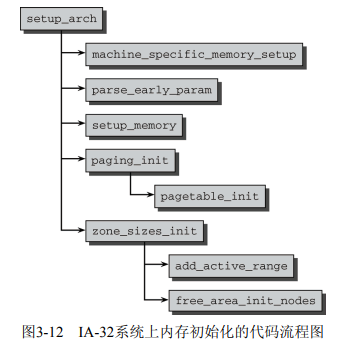 setup_arch
machine_specific_memory_setup
parse_early_param
setup_memory
paging_init
pagetable_init
zone_sizes_init
add_active_range
free_area_init_nodes
图3-12 IA-32系统上内存初始化的代码流程图